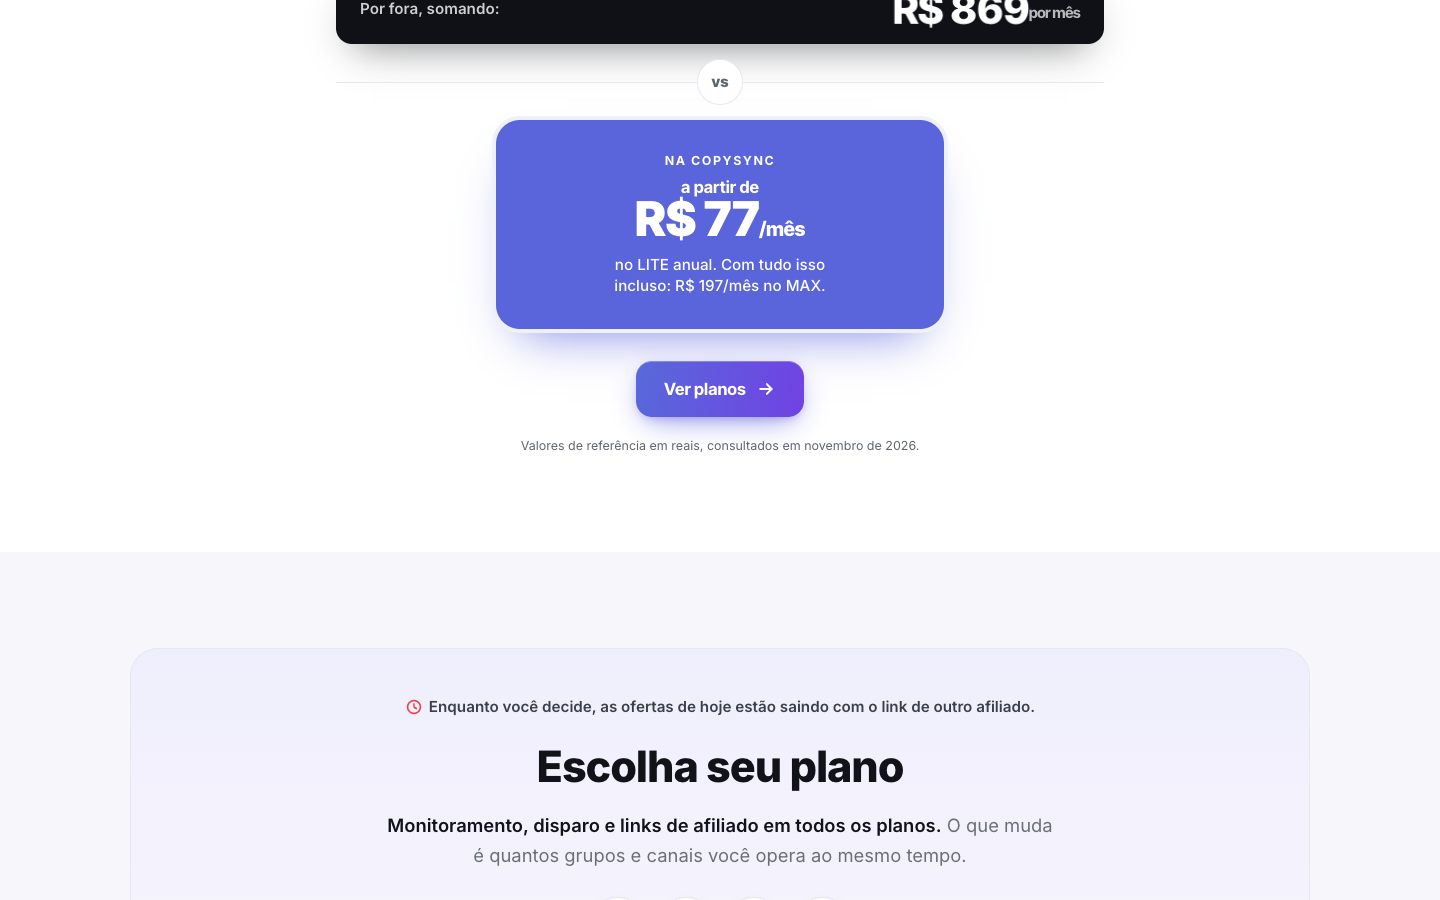 Por fora, somando:
R$ 869por mês
vs
NA COPYSYNC
a partir de
R$ 77/mês
no LITE anual. Com tudo isso
incluso: R$ 197/mês no MAX.
Ver planos
Valores de referência em reais, consultados em novembro de 2026.
Enquanto você decide, as ofertas de hoje estão saindo com o link de outro afiliado.
Escolha seu plano
Monitoramento, disparo e links de afiliado em todos os planos. O que muda
é quantos grupos e canais você opera ao mesmo tempo.